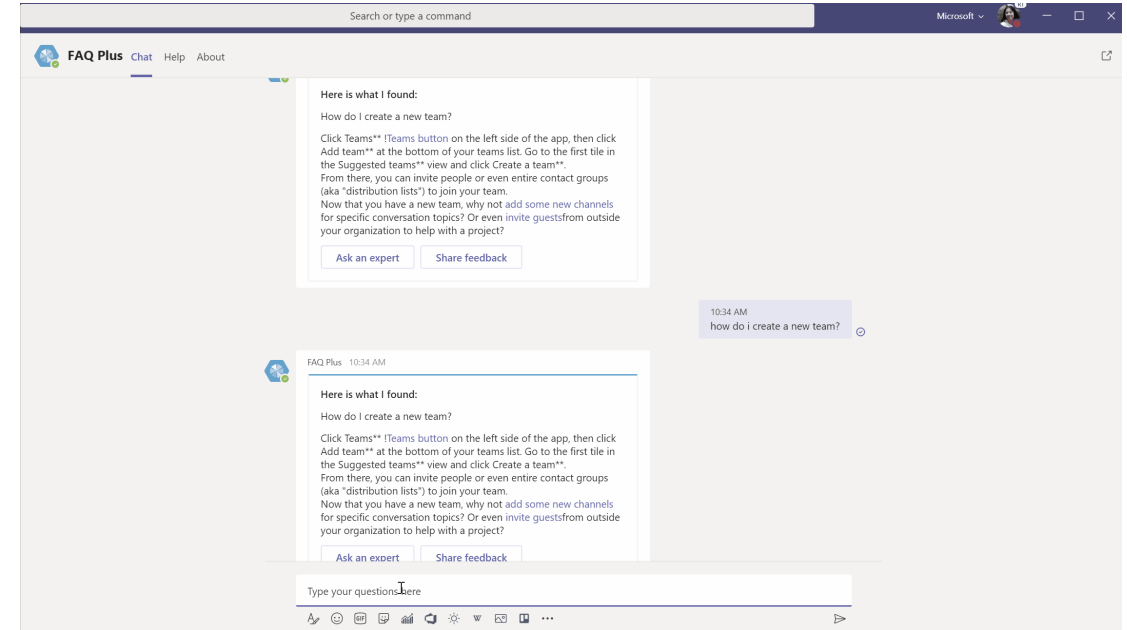 Search or type a command
Microsoft
FAQ Plus Chat Help About
Here is what I found:
How do I create a new team?
Click Teams** !Teams button on the left side of the app, then click
Add team** at the bottom of your teams list. Go to the first tile in
the Suggested teams** view and click Create a team**.
From there, you can invite people or even entire contact groups
(aka "distribution lists") to join your team.
Now that you have a new team, why not add some new channels
for specific conversation topics? Or even invite guestsfrom outside
your organization to help with a project?
Ask an expert Share feedback
10:34 AM
how do i create a new team?
FAQ Plus 10:34 AM
Here is what I found:
How do I create a new team?
Click Teams** !Teams button on the left side of the app, then click
Add team** at the bottom of your teams list. Go to the first tile in
the Suggested teams** view and click Create a team**.
From there, you can invite people or even entire contact groups
(aka "distribution lists") to join your team.
Now that you have a new team, why not add some new channels
for specific conversation topics? Or even invite guestsfrom outside
your organization to help with a project?
Ask an expert Share feedback
Type your questions here
GIF W